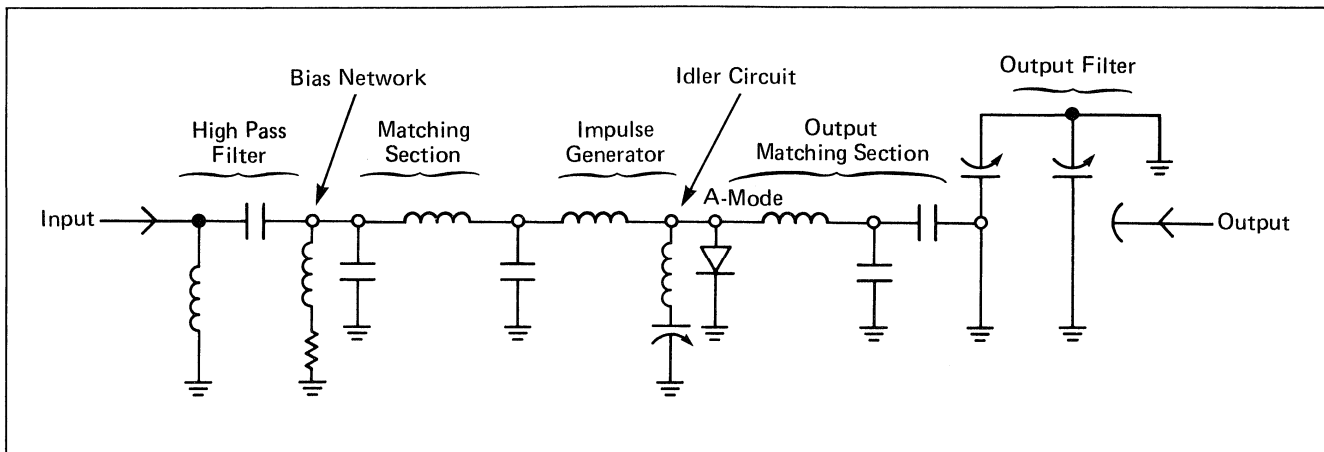 Bias Network
Idler Circuit
Output Filter
High Pass
Filter
Matching
Section
Impulse
Generator
Output
Matching Section
A-Mode
Input
Output